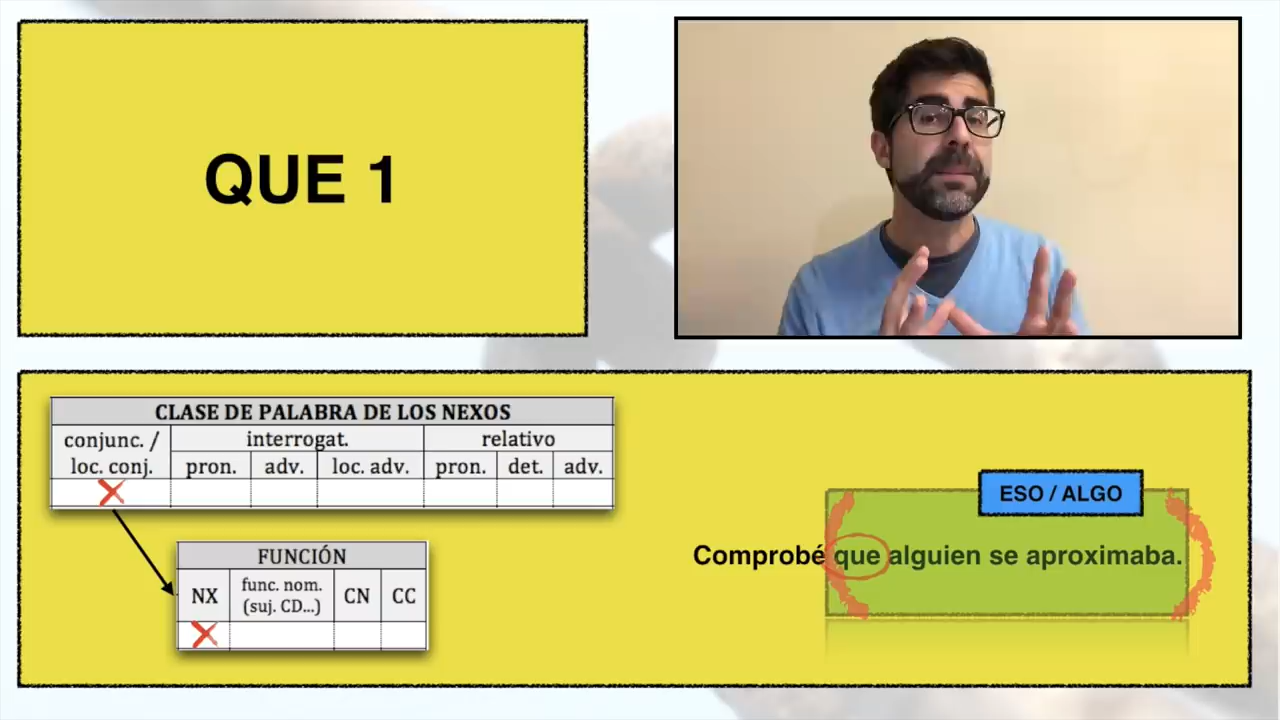 QUE 1
CLASE DE PALABRA DE LOS NEXOS
conjunc. / interrogat. relativo
loc. conj. pron. adv. loc. adv. pron. det. adv.
FUNCIÓN
NX func. nom. (suj. CD...) CN CC
ESO / ALGO
Comprobé que alguien se aproximaba.